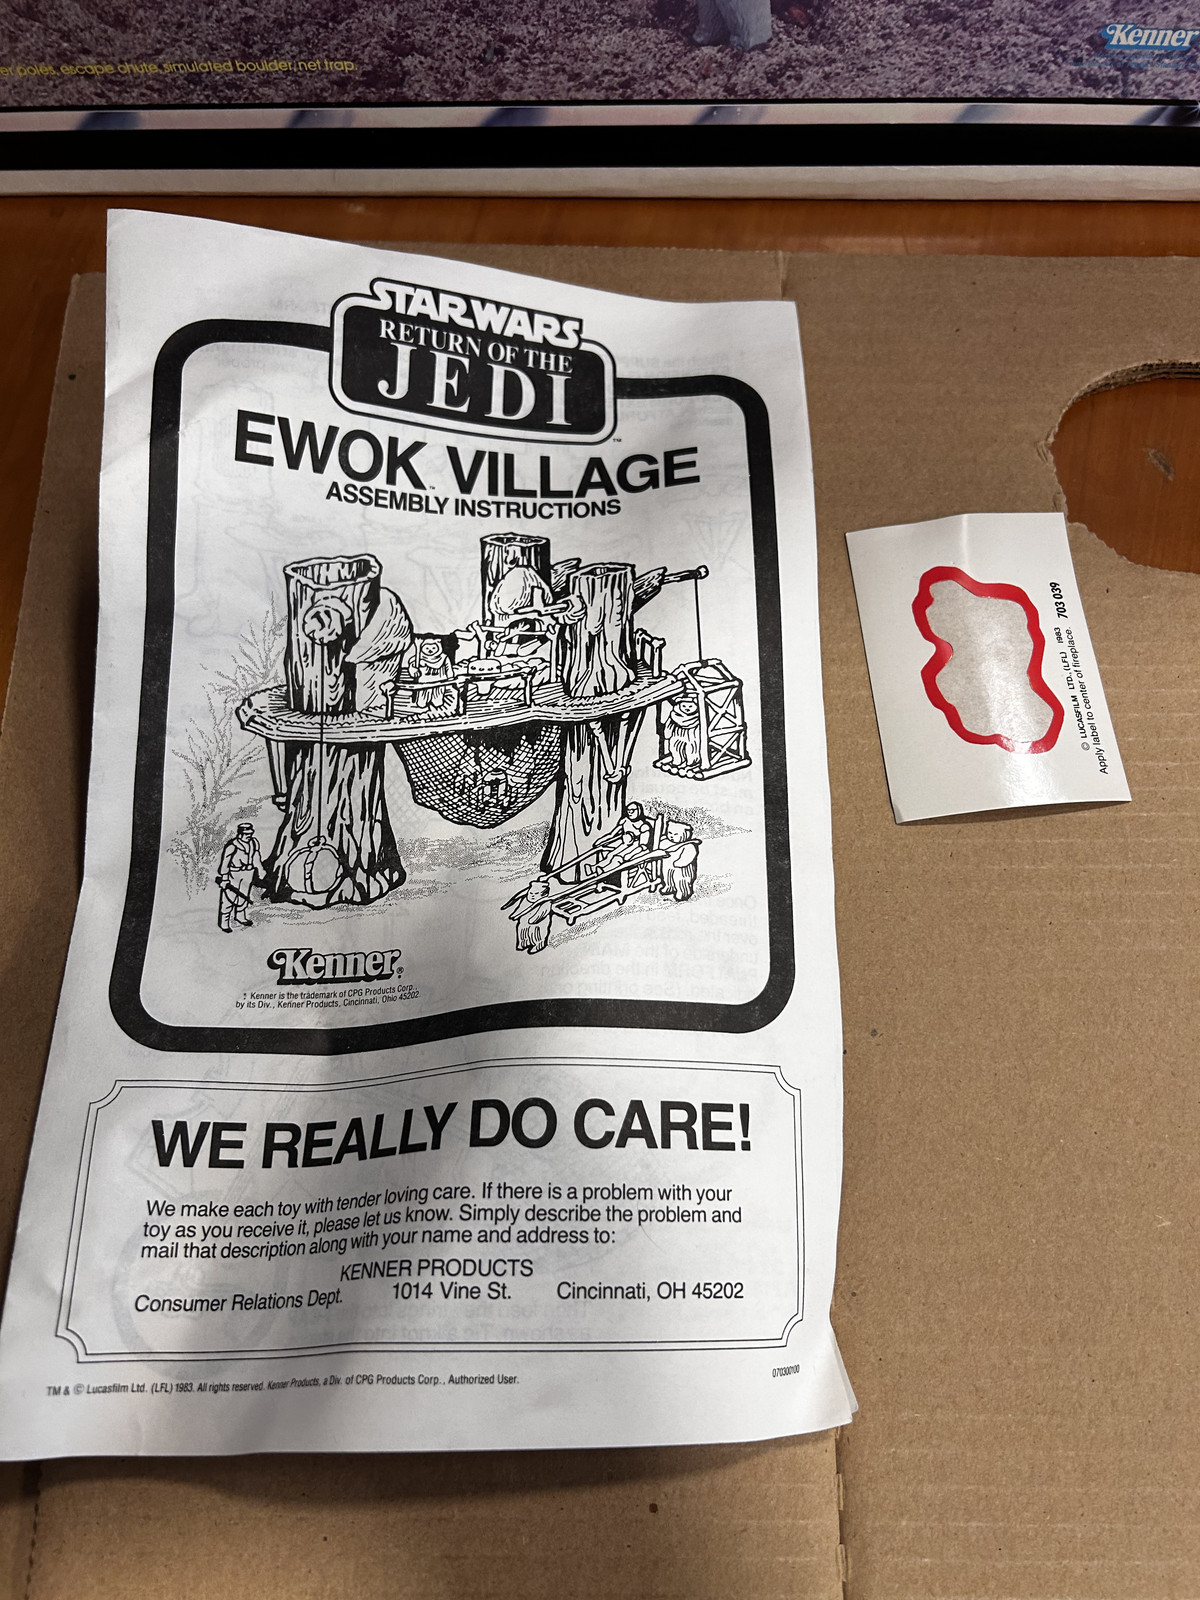 er poles, escape chute, simulated boulder, net trap.
Kenner
STAR WARS
RETURN OF THE
JEDI
™
EWOK™ VILLAGE
ASSEMBLY INSTRUCTIONS
Kenner®
Kenner is the trademark of CPG Products Corp.,
by its Div., Kenner Products, Cincinnati, Ohio 45202
WE REALLY DO CARE!
We make each toy with tender loving care. If there is a problem with your
toy as you receive it, please let us know. Simply describe the problem and
mail that description along with your name and address to:
KENNER PRODUCTS
Consumer Relations Dept. 1014 Vine St. Cincinnati, OH 45202
TM & © Lucasfilm Ltd. (LFL) 1983. All rights reserved. Kenner Products, a Div. of CPG Products Corp., Authorized User.
070300100
© LUCASFILM LTD. (LFL) 1983 703 039
Apply label to center of fireplace.